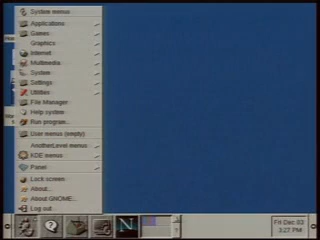 System menus
Applications
Games
Graphics
Internet
Multimedia
System
Settings
Utilities
File Manager
Help system
Run program...
User menus (empty)
AnotherLevel menus
KDE menus
Panel
Lock screen
About...
About GNOME...
Log out
Fri Dec 03
3:27 PM